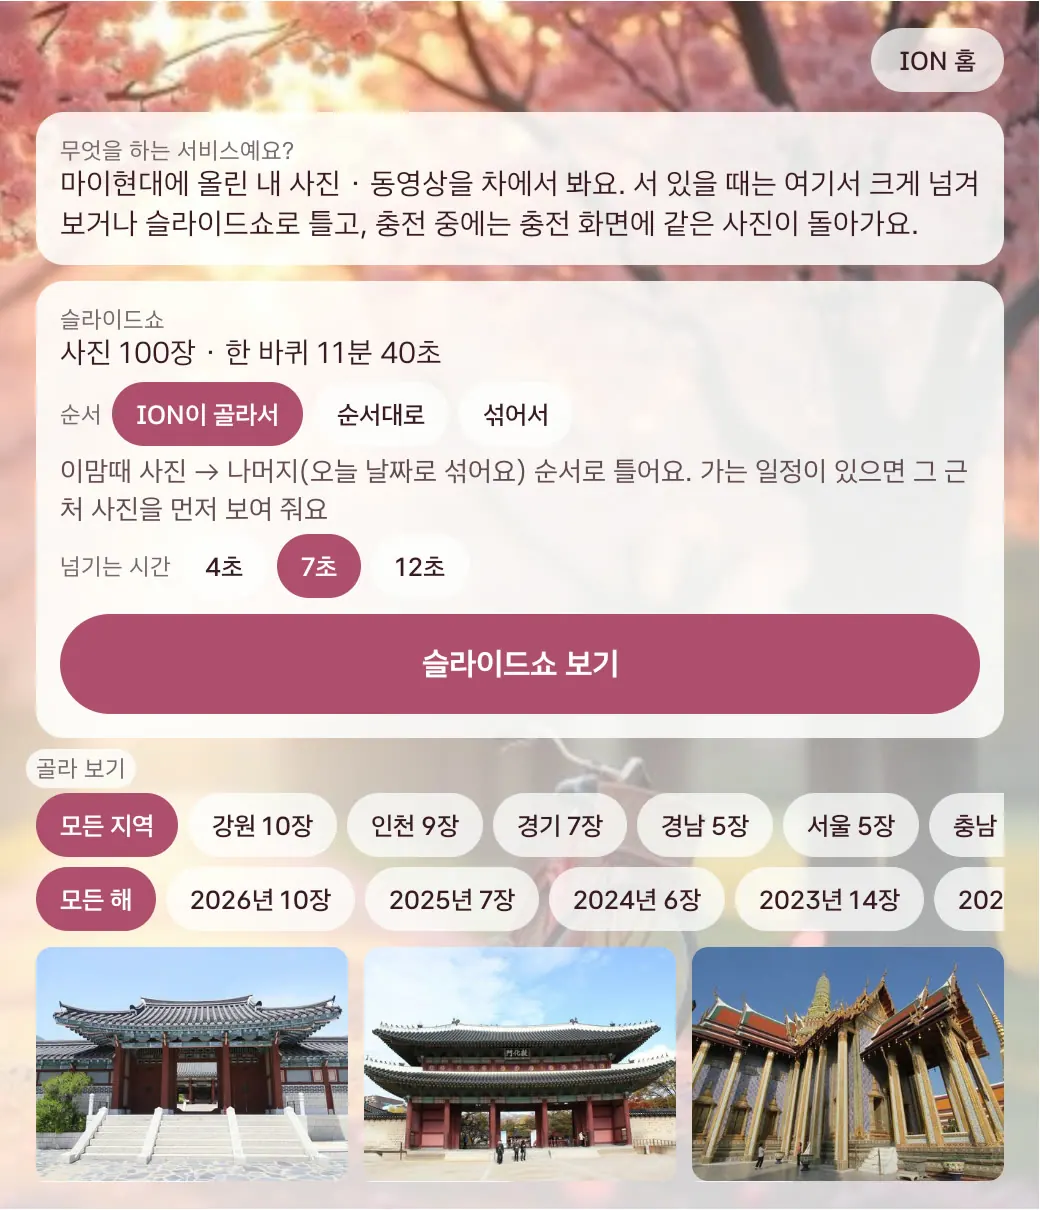 ION 홈
무엇을 하는 서비스예요?
마이현대에 올린 내 사진 · 동영상을 차에서 봐요. 서 있을 때는 여기서 크게 넘겨
보거나 슬라이드쇼로 틀고, 충전 중에는 충전 화면에 같은 사진이 돌아가요.
슬라이드쇼
사진 100장 · 한 바퀴 11분 40초
순서 ION이 골라서 순서대로 섞어서
이맘때 사진 → 나머지(오늘 날짜로 섞어요) 순서로 틀어요. 가는 일정이 있으면 그 근
처 사진을 먼저 보여 줘요
넘기는 시간 4초 7초 12초
슬라이드쇼 보기
골라 보기
모든 지역 강원 10장 인천 9장 경기 7장 경남 5장 서울 5장 충남
모든 해 2026년 10장 2025년 7장 2024년 6장 2023년 14장 202